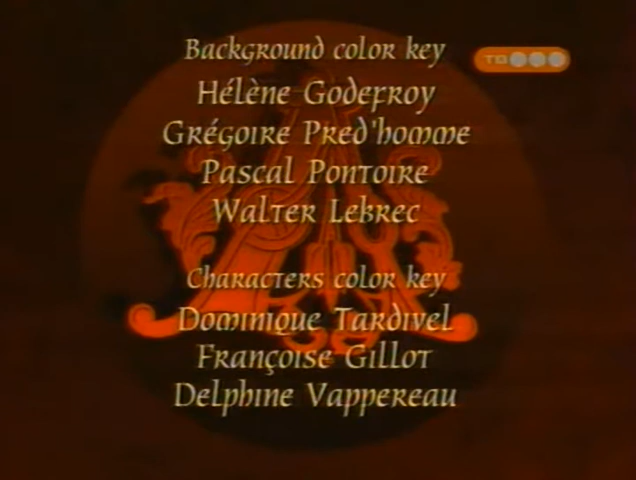 Background color key
Hélène Godefroy
Grégoire Pred'homme
Pascal Pontoire
Walter Lebrec
Characters color key
Dominique Tardivel
Françoise Gillot
Delphine Vappereau